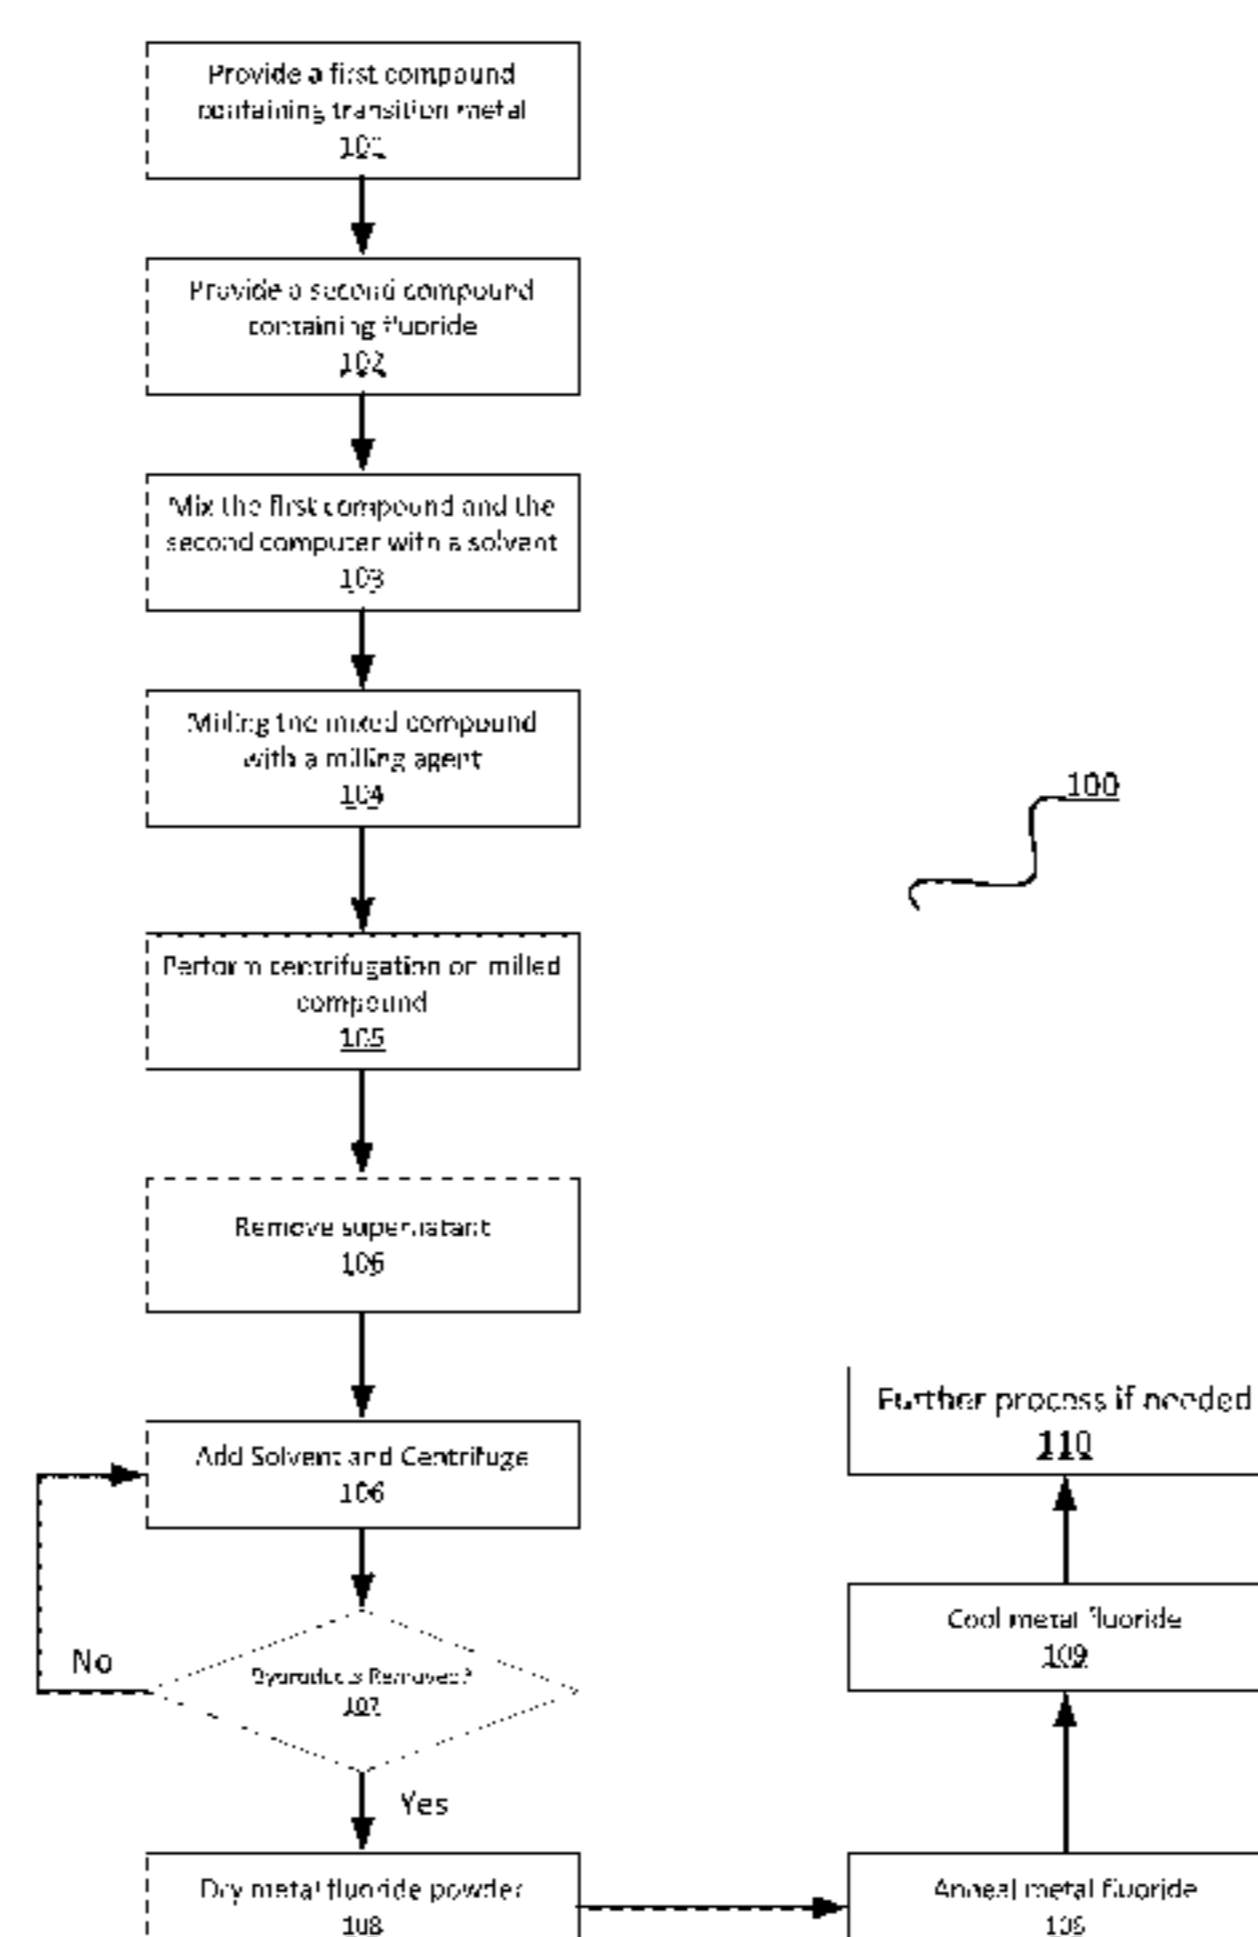 Provide a first compound
containing transition metal
101
Provide a second compound
containing fluoride
102
Mix the first compound and the
second computer with a solvent
103
Milling the mixed compound
with a milling agent
104
100
Perform centrifugation on milled
compound
105
Remove supernatant
106
Add Solvent and Centrifuge
106
Byproducts Removed?
107
No
Yes
Dry metal fluoride powder
108
Anneal metal fluoride
Cool metal fluoride
109
Further process if needed
110